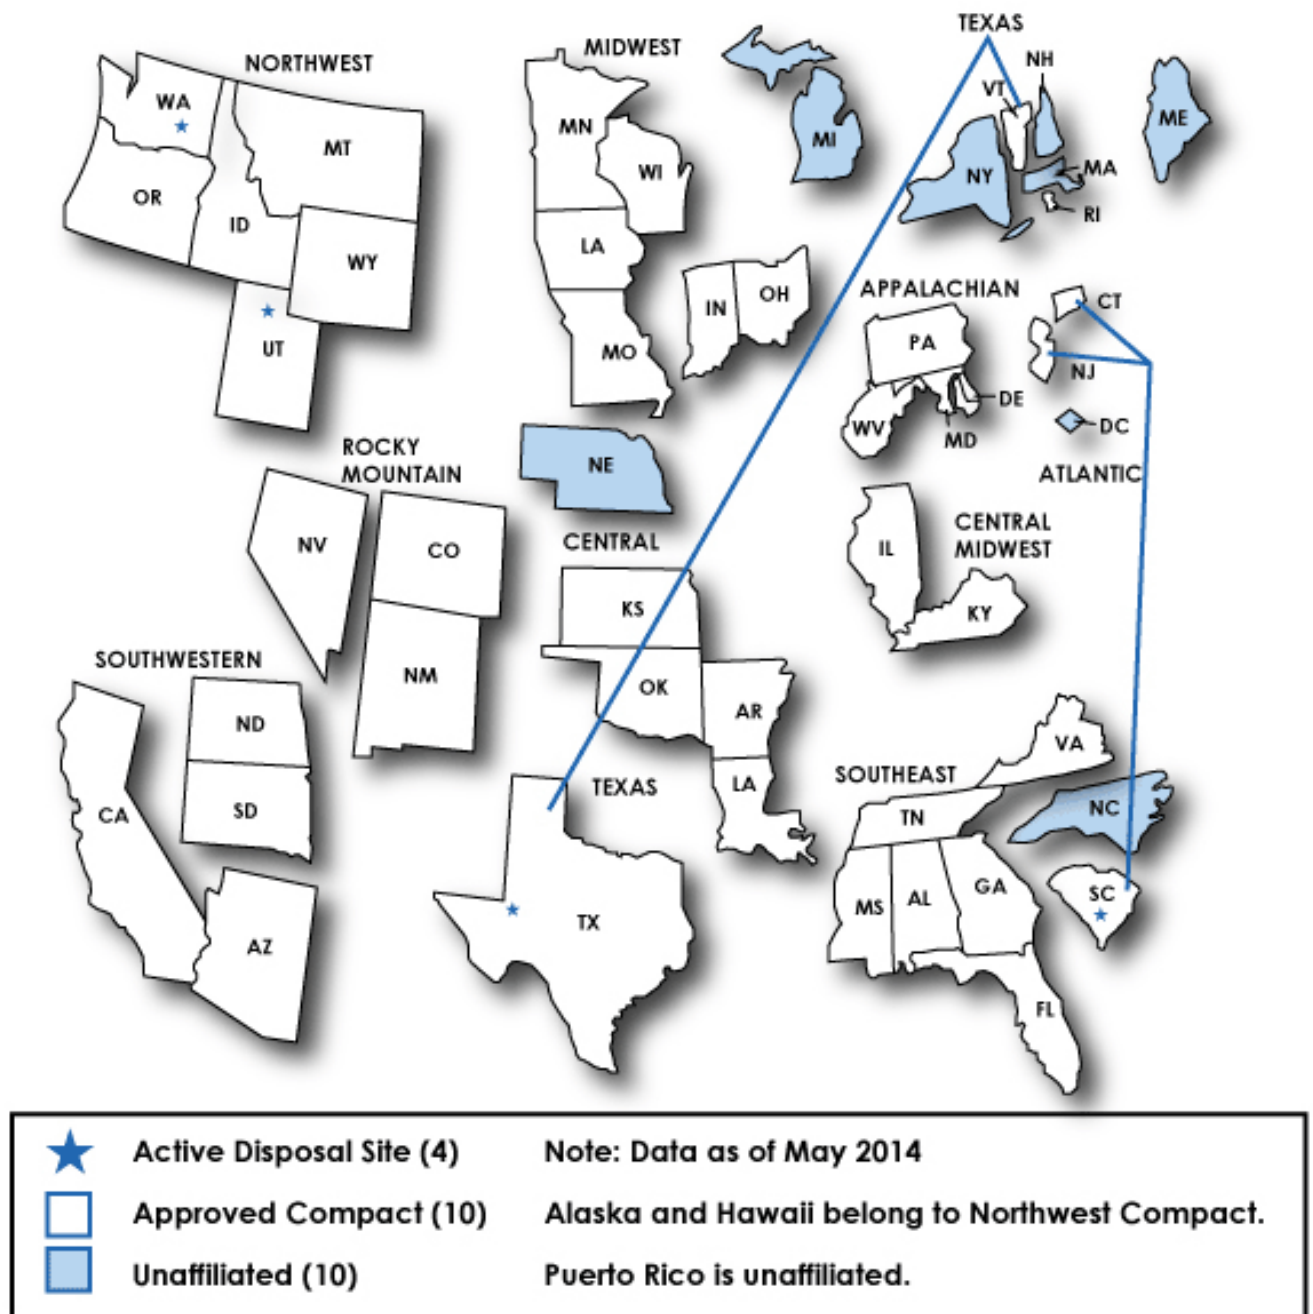 TEXAS
NORTHWEST
MIDWEST
NH
VT
WA
MT
MN
MI
ME
WI
NY
MA
OR
RI
ID
LA
WY
IN
OH
APPALACHIAN
CT
UT
MO
PA
NJ
DE
WV
MD
DC
ROCKY
MOUNTAIN
NE
ATLANTIC
CENTRAL
CENTRAL
MIDWEST
NV
CO
IL
KS
KY
SOUTHWESTERN
NM
OK
AR
ND
VA
SD
CA
TEXAS
LA
SOUTHEAST
TN
NC
MS
AL
GA
SC
AZ
TX
FL
Active Disposal Site (4)
Note: Data as of May 2014
Approved Compact (10)
Alaska and Hawaii belong to Northwest Compact.
Unaffiliated (10)
Puerto Rico is unaffiliated.